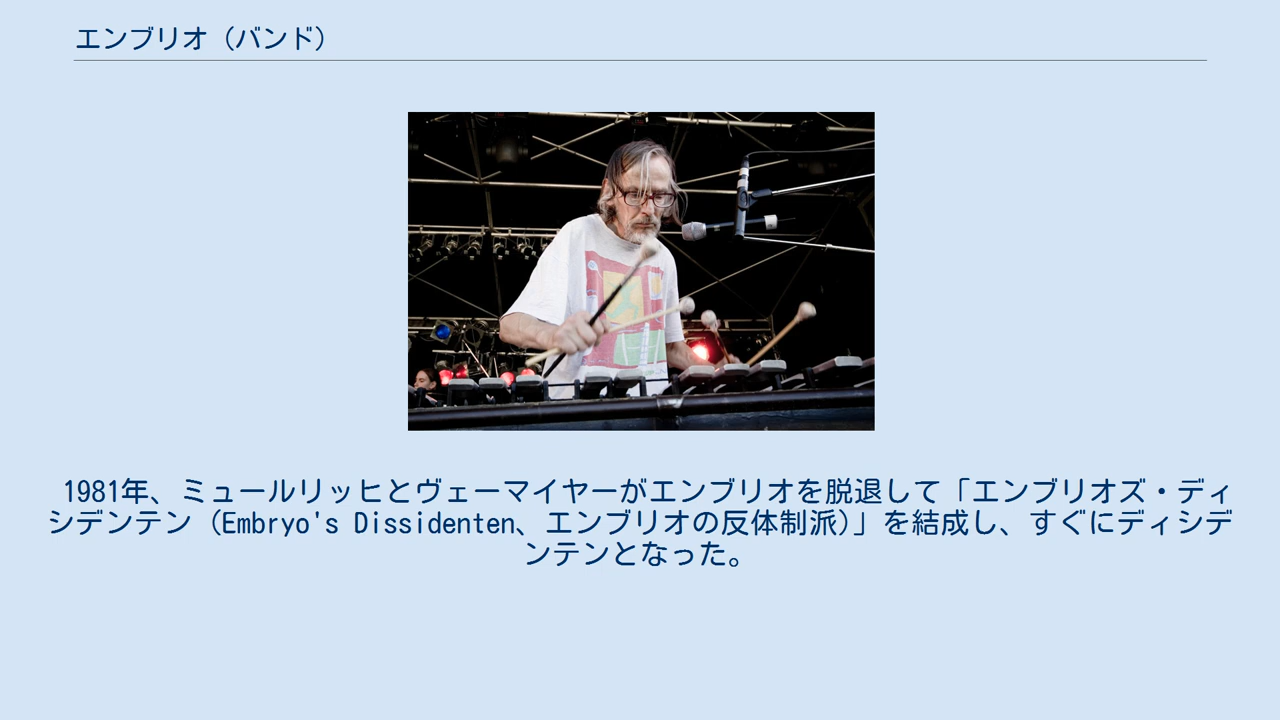 エンブリオ（バンド）
1981年、ミュールリッヒとヴェーマイヤーがエンブリオを脱退して「エンブリオズ・ディ
シデンテン（Embryo's Dissidenten、エンブリオの反体制派)」を結成し、すぐにディシデ
ンテンとなった。